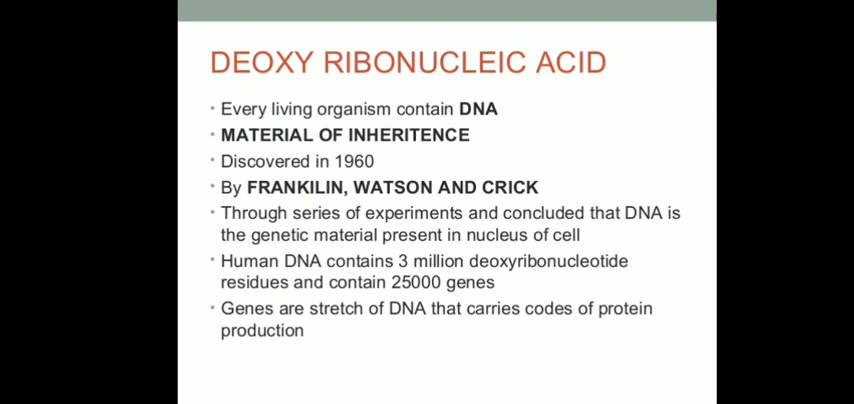 DEOXY RIBONUCLEIC ACID
• Every living organism contain DNA
• MATERIAL OF INHERITENCE
• Discovered in 1960
• By FRANKILIN, WATSON AND CRICK
• Through series of experiments and concluded that DNA is
the genetic material present in nucleus of cell
• Human DNA contains 3 million deoxyribonucleotide
residues and contain 25000 genes
• Genes are stretch of DNA that carries codes of protein
production